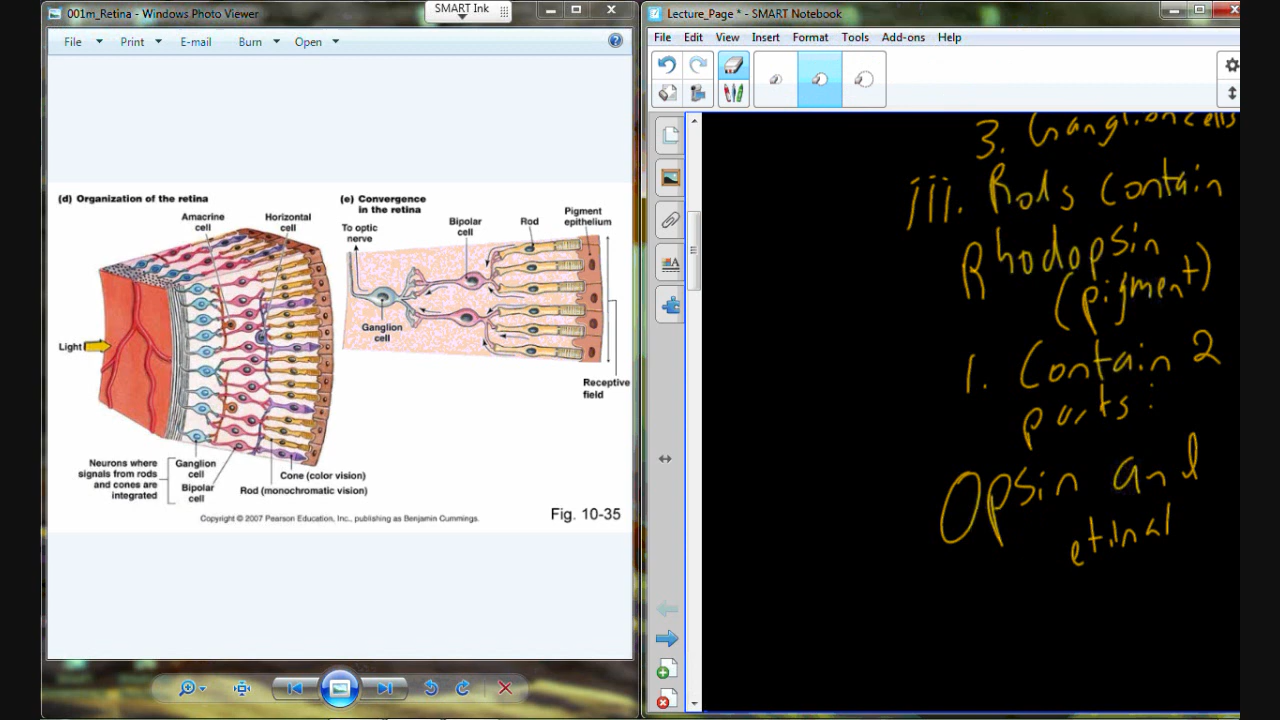 001m_Retina - Windows Photo Viewer
SMART Ink
File Print E-mail Burn Open
(d) Organization of the retina
Amacrine
cell
Horizontal
cell
Light
Neurons where
signals from rods
and cones are
integrated
Ganglion
cell
Bipolar
cell
Cone (color vision)
Rod (monochromatic vision)
(e) Convergence
in the retina
To optic
nerve
Bipolar
cell
Rod
Pigment
epithelium
Ganglion
cell
Receptive
field
Copyright © 2007 Pearson Education, Inc., publishing as Benjamin Cummings.
Fig. 10-35
Lecture_Page * - SMART Notebook
File Edit View Insert Format Tools Add-ons Help
3. Ganglion cells
iii. Rods contain
Rhodopsin
(pigment)
1. Contain 2
parts:
Opsin and
etinal